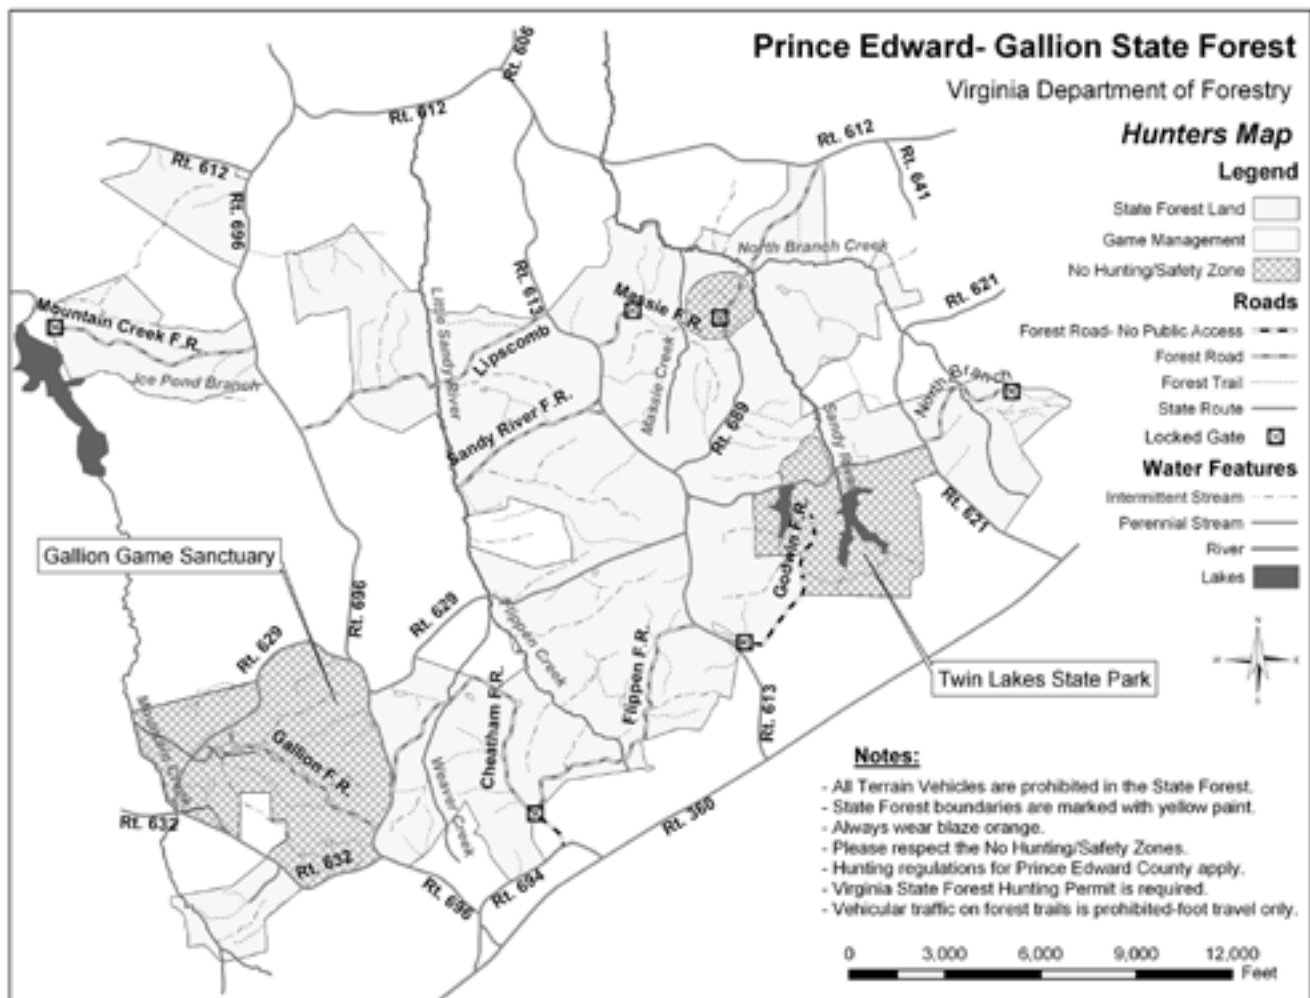 Prince Edward- Gallion State Forest
Virginia Department of Forestry
Hunters Map
Legend
State Forest Land
Game Management
No Hunting/Safety Zone
Roads
Forest Road- No Public Access
Forest Road
Forest Trail
State Route
Locked Gate
Water Features
Intermittent Stream
Perennial Stream
River
Lakes
Rt. 606
Rt. 612
Rt. 612
Rt. 612
Rt. 641
Rt. 696
North Branch Creek
Rt. 621
Rt. 613
Massie F.R.
Mountain Creek F.R.
Little Sandy River
Lipscomb
Ice Pond Branch
Massie Creek
North Branch
Sandy River F.R.
Rt. 689
Sandy River
Rt. 621
Godwin F.R.
Gallion Game Sanctuary
Rt. 696
Rt. 629
Rt. 629
Flippen Creek
Flippen F.R.
Twin Lakes State Park
Cheatham F.R.
Rt. 613
Mountain Creek
Gallion F.R.
Weaver Creek
Rt. 360
Rt. 632
Rt. 632
Rt. 696
Rt. 694
Notes:
- All Terrain Vehicles are prohibited in the State Forest.
- State Forest boundaries are marked with yellow paint.
- Always wear blaze orange.
- Please respect the No Hunting/Safety Zones.
- Hunting regulations for Prince Edward County apply.
- Virginia State Forest Hunting Permit is required.
- Vehicular traffic on forest trails is prohibited-foot travel only.
0 3,000 6,000 9,000 12,000
Feet